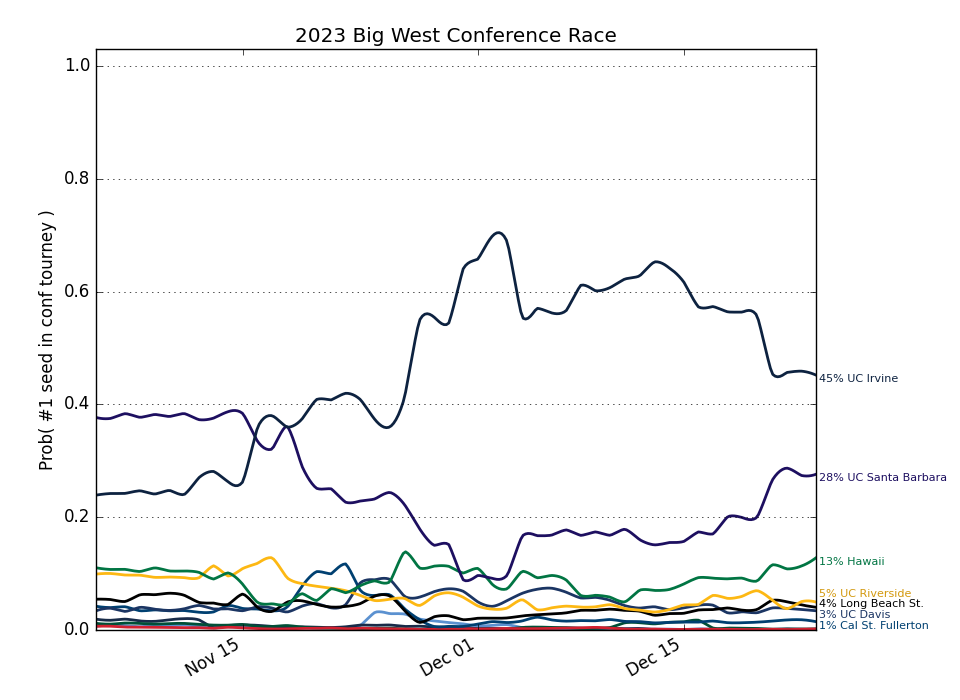 2023 Big West Conference Race
Prob( #1 seed in conf tourney )
1.0
0.8
0.6
0.4
0.2
0.0
Nov 15
Dec 01
Dec 15
45% UC Irvine
28% UC Santa Barbara
13% Hawaii
5% UC Riverside
4% Long Beach St.
3% UC Davis
1% Cal St. Fullerton